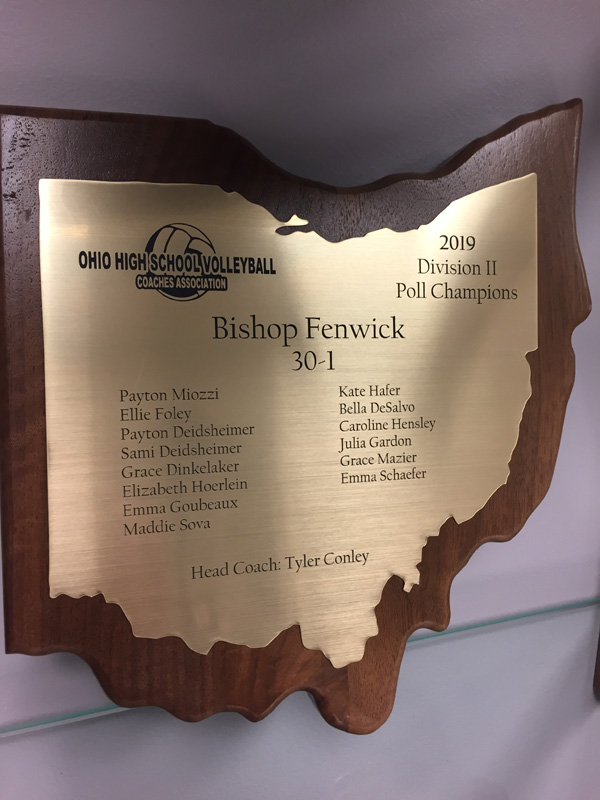 OHIO HIGH SCHOOL VOLLEYBALL
COACHES ASSOCIATION
2019
Division II
Poll Champions
Bishop Fenwick
30-1
Payton Miozzi
Ellie Foley
Payton Deidsheimer
Sami Deidsheimer
Grace Dinkelaker
Elizabeth Hoerlein
Emma Goubeaux
Maddie Sova
Kate Hafer
Bella DeSalvo
Caroline Hensley
Julia Gardon
Grace Mazier
Emma Schaefer
Head Coach: Tyler Conley